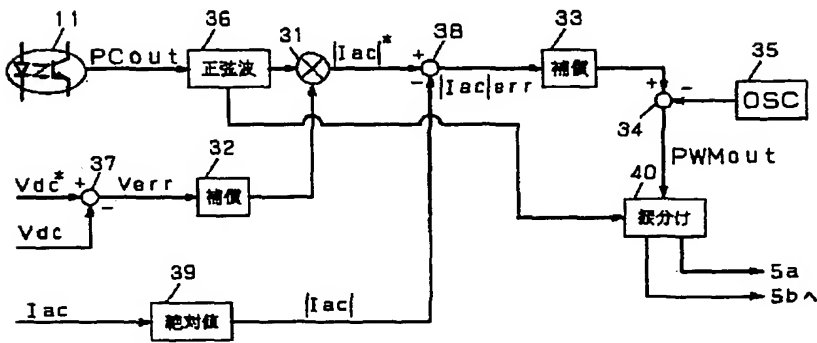 11
PCout
36
正弦波
31
|Iac|*
+
38
-
|Iac|err
33
補償
+
-
34
35
OSC
PWMout
Vdc*
+
37
-
Verr
32
補償
Vdc
40
振分け
5a
5bへ
Iac
39
絶対値
|Iac|